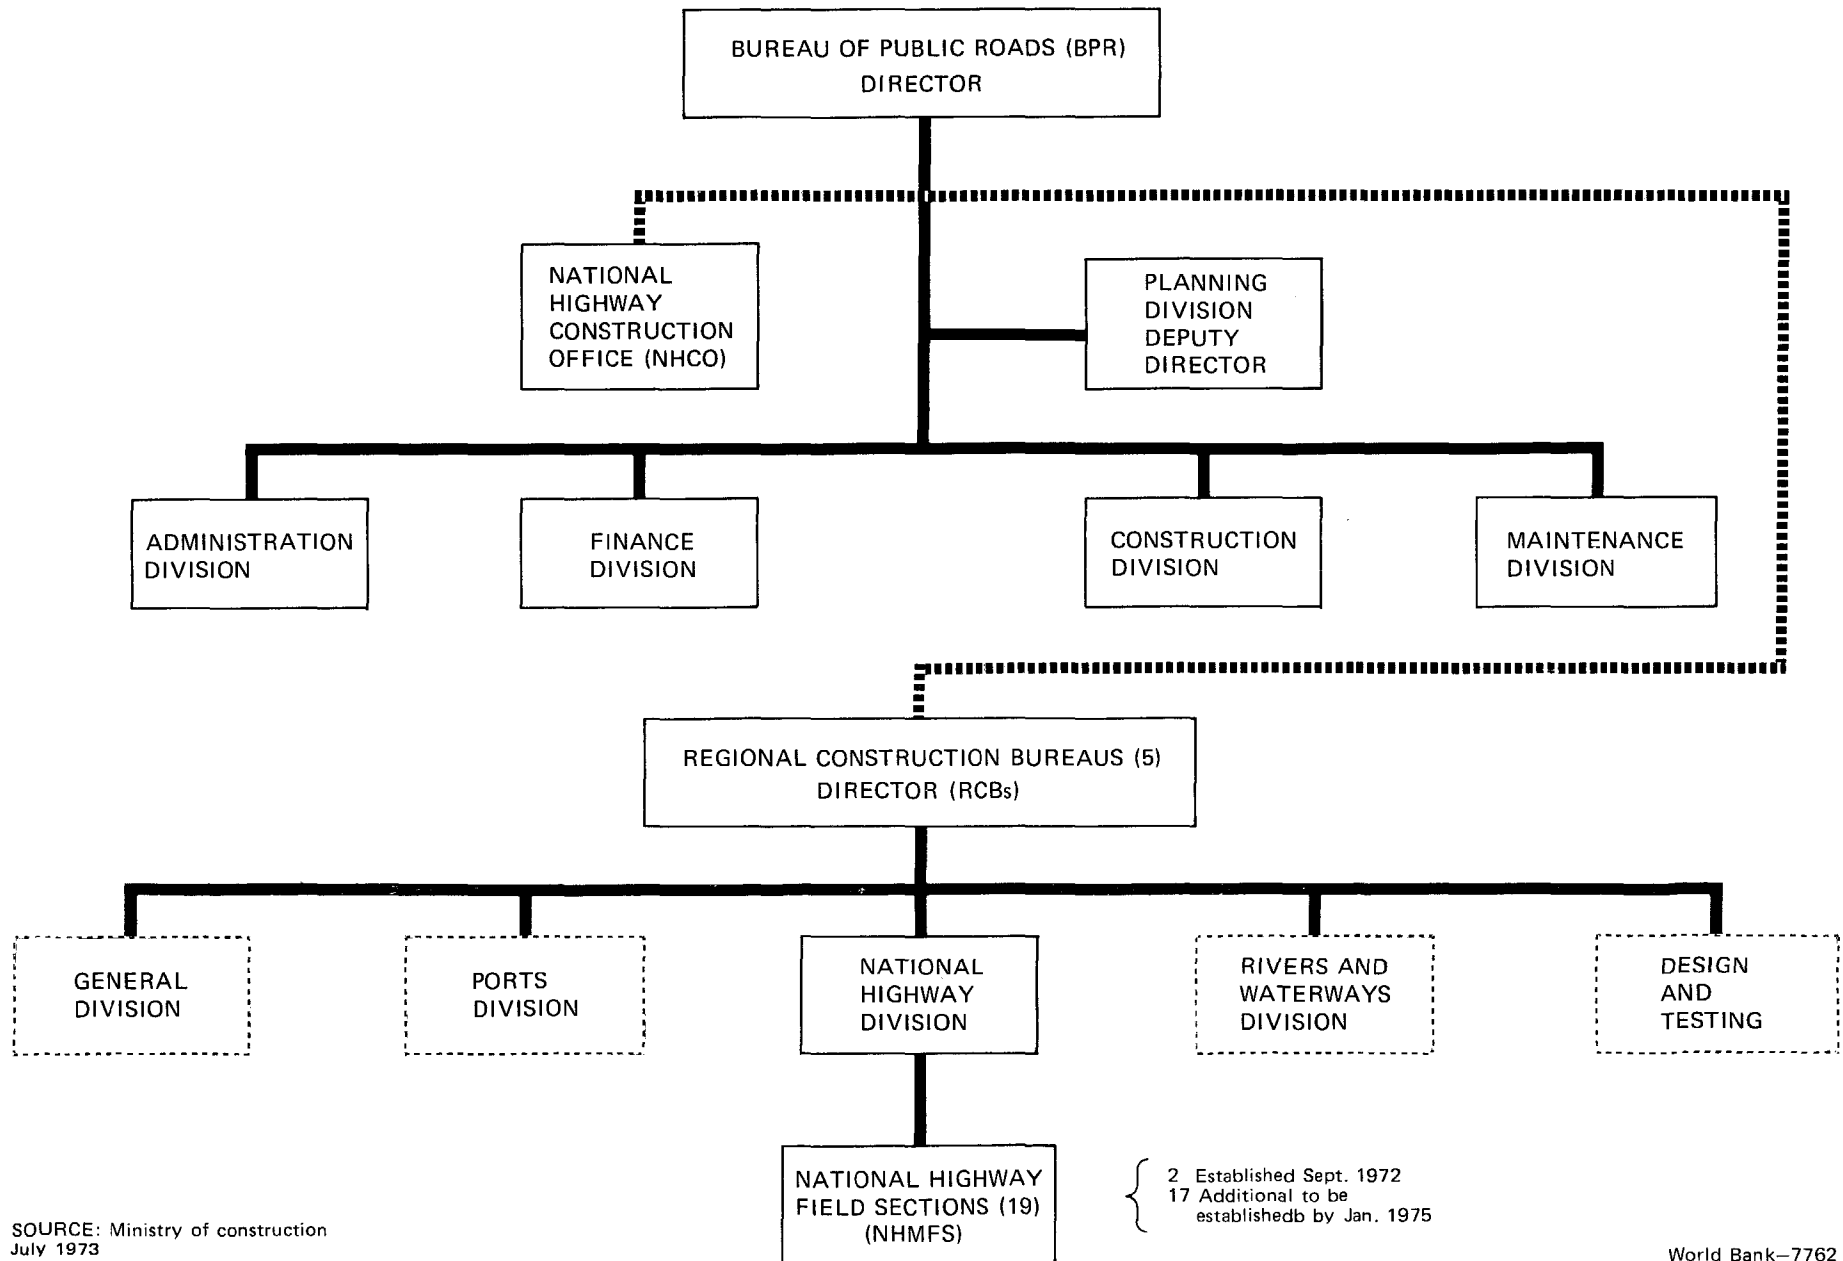 BUREAU OF PUBLIC ROADS (BPR)
DIRECTOR
NATIONAL
HIGHWAY
CONSTRUCTION
OFFICE (NHCO)
PLANNING
DIVISION
DEPUTY
DIRECTOR
ADMINISTRATION
DIVISION
FINANCE
DIVISION
CONSTRUCTION
DIVISION
MAINTENANCE
DIVISION
REGIONAL CONSTRUCTION BUREAUS (5)
DIRECTOR (RCBs)
GENERAL
DIVISION
PORTS
DIVISION
NATIONAL
HIGHWAY
DIVISION
RIVERS AND
WATERWAYS
DIVISION
DESIGN
AND
TESTING
NATIONAL HIGHWAY
FIELD SECTIONS (19)
(NHMFS)
2 Established Sept. 1972
17 Additional to be
establishedb by Jan. 1975
SOURCE: Ministry of construction
July 1973
World Bank—7762